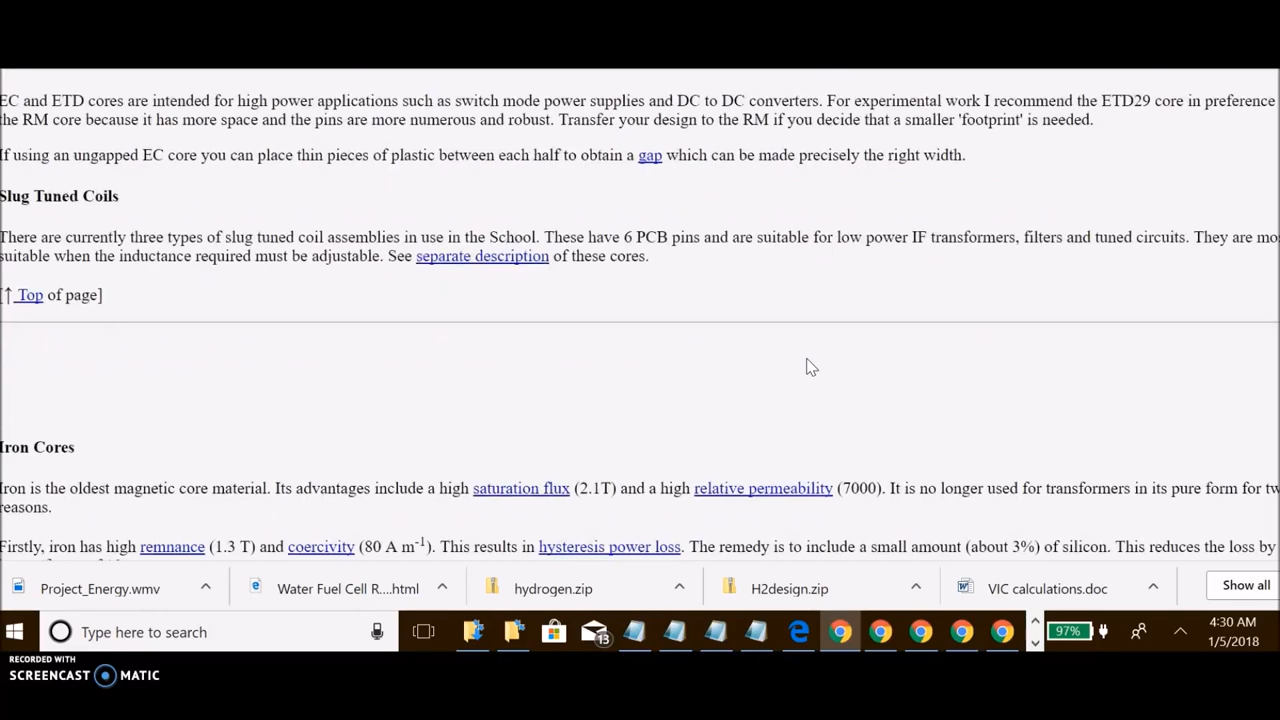 EC and ETD cores are intended for high power applications such as switch mode power supplies and DC to DC converters. For experimental work I recommend the ETD29 core in preference
the RM core because it has more space and the pins are more numerous and robust. Transfer your design to the RM if you decide that a smaller 'footprint' is needed.
If using an ungapped EC core you can place thin pieces of plastic between each half to obtain a gap which can be made precisely the right width.
Slug Tuned Coils
There are currently three types of slug tuned coil assemblies in use in the School. These have 6 PCB pins and are suitable for low power IF transformers, filters and tuned circuits. They are mos
suitable when the inductance required must be adjustable. See separate description of these cores.
[↑ Top of page]
Iron Cores
Iron is the oldest magnetic core material. Its advantages include a high saturation flux (2.1T) and a high relative permeability (7000). It is no longer used for transformers in its pure form for tw
reasons.
Firstly, iron has high remnance (1.3 T) and coercivity (80 A m-1). This results in hysteresis power loss. The remedy is to include a small amount (about 3%) of silicon. This reduces the loss by
Project_Energy.wmv
Water Fuel Cell R....html
hydrogen.zip
H2design.zip
VIC calculations.doc
Show all
Type here to search
13
97%
4:30 AM
1/5/2018
RECORDED WITH
SCREENCAST MATIC